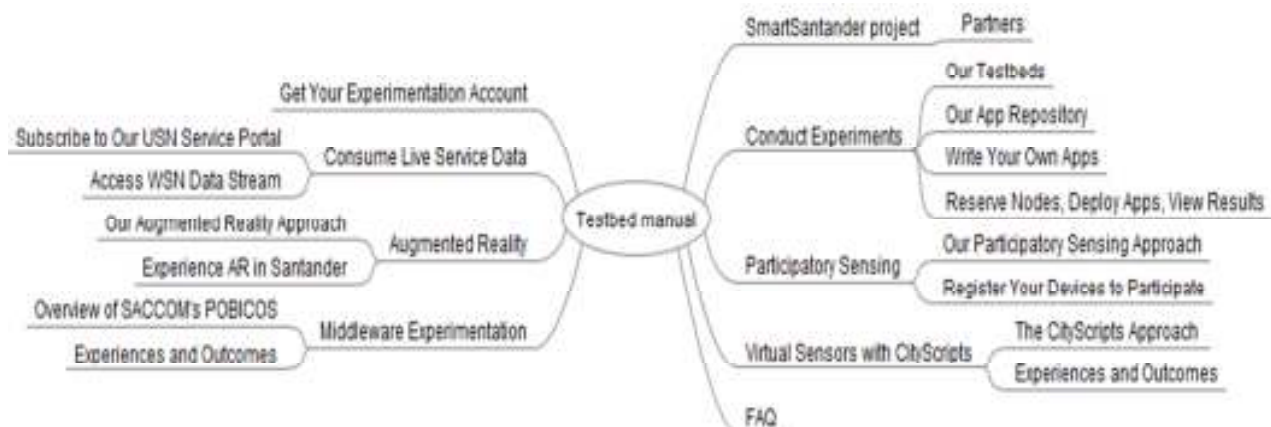 SmartSantander project
Partners
Get Your Experimentation Account
Our Testbeds
Our App Repository
Conduct Experiments
Write Your Own Apps
Reserve Nodes, Deploy Apps, View Results
Subscribe to Our USN Service Portal
Consume Live Service Data
Access WSN Data Stream
Testbed manual
Our Augmented Reality Approach
Augmented Reality
Experience AR in Santander
Our Participatory Sensing Approach
Participatory Sensing
Register Your Devices to Participate
Overview of SACCOM's POBICOS
Middleware Experimentation
Experiences and Outcomes
The CityScripts Approach
Virtual Sensors with CityScripts
Experiences and Outcomes
FAQ